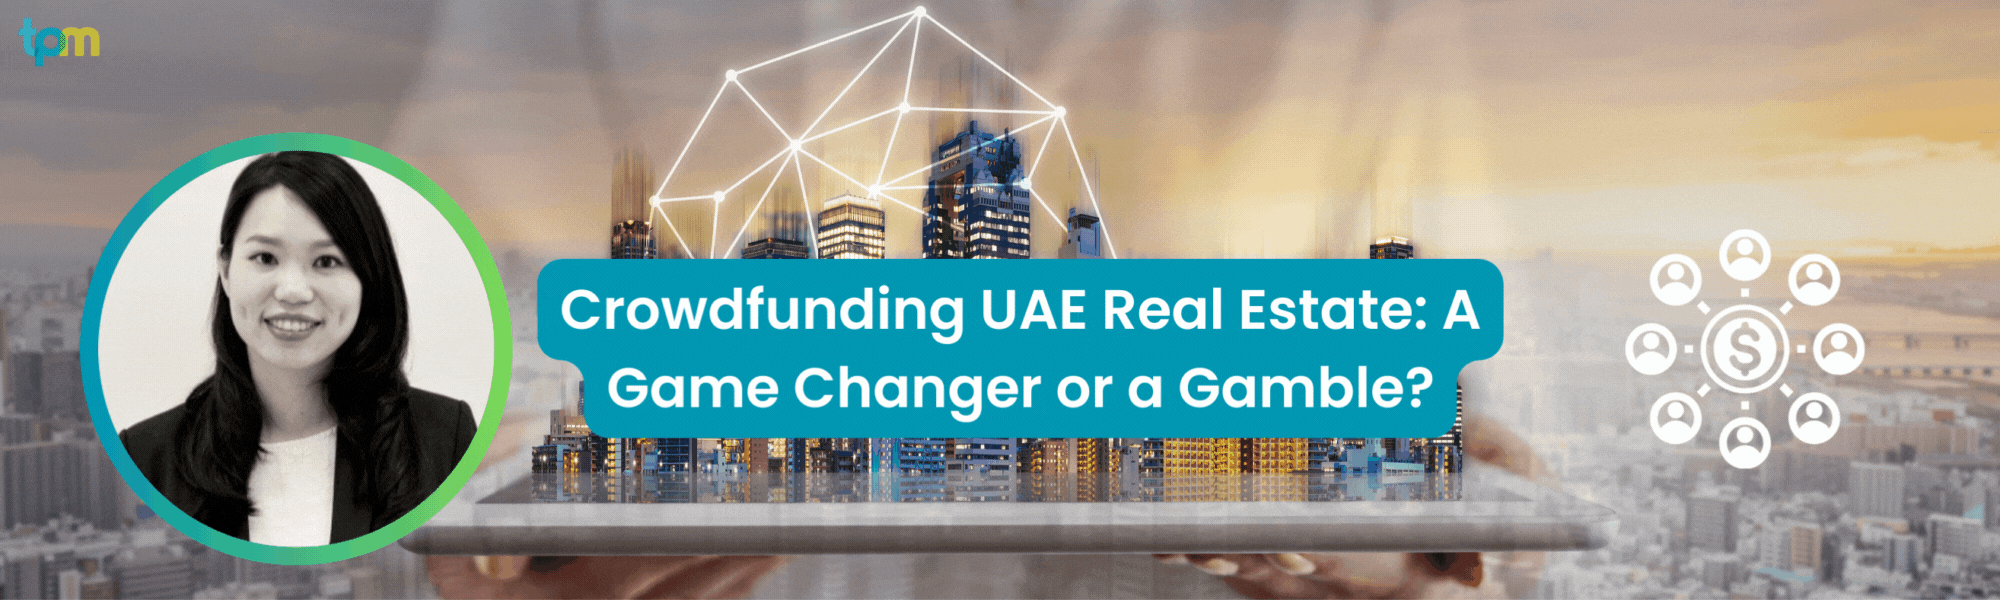 tpm
Crowdfunding UAE Real Estate: A
Game Changer or a Gamble?
$